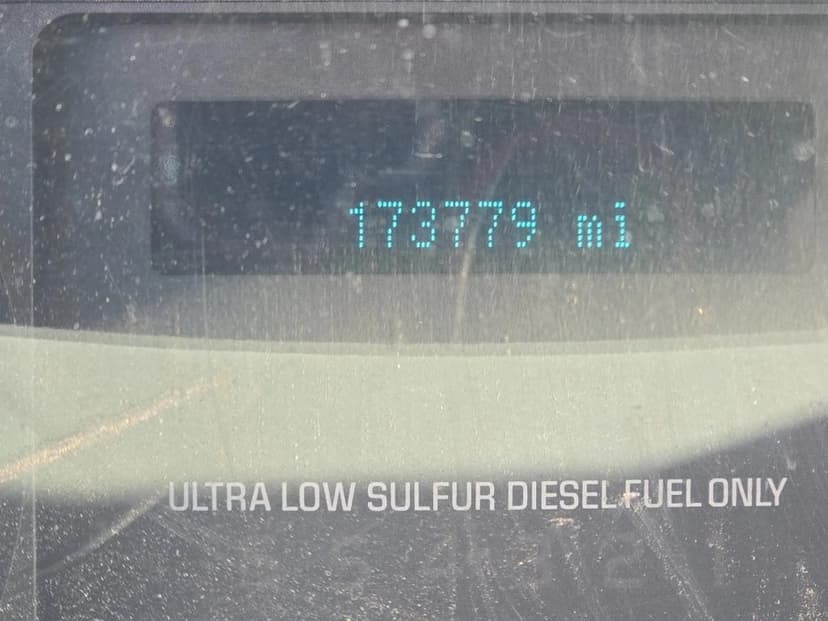 173779 mi
ULTRA LOW SULFUR DIESEL FUEL ONLY